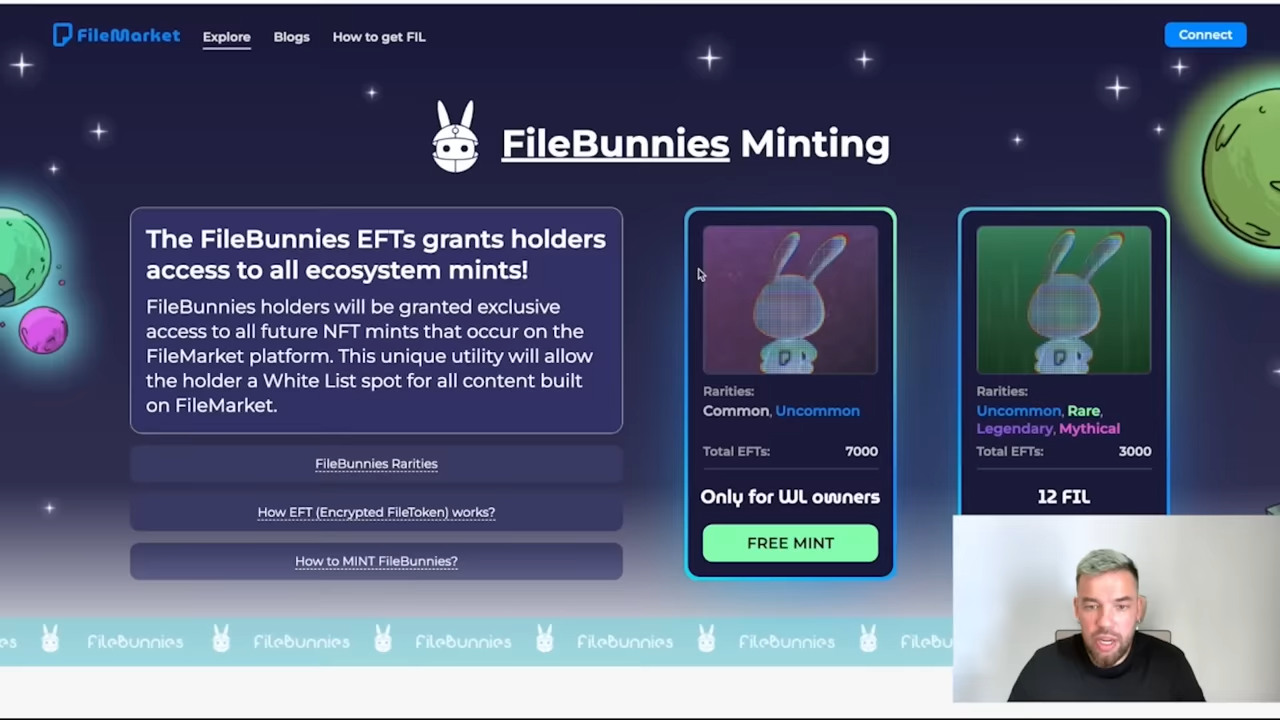 FileMarket
Explore
Blogs
How to get FIL
Connect
FileBunnies Minting
The FileBunnies EFTs grants holders
access to all ecosystem mints!
FileBunnies holders will be granted exclusive
access to all future NFT mints that occur on the
FileMarket platform. This unique utility will allow
the holder a White List spot for all content built
on FileMarket.
FileBunnies Rarities
How EFT (Encrypted FileToken) works?
How to MINT FileBunnies?
Rarities:
Common, Uncommon
Total EFTs: 7000
Only for WL owners
FREE MINT
Rarities:
Uncommon, Rare,
Legendary, Mythical
Total EFTs: 3000
12 FIL
es FileBunnies FileBunnies FileBunnies FileBunnies FileBunnies FileBu